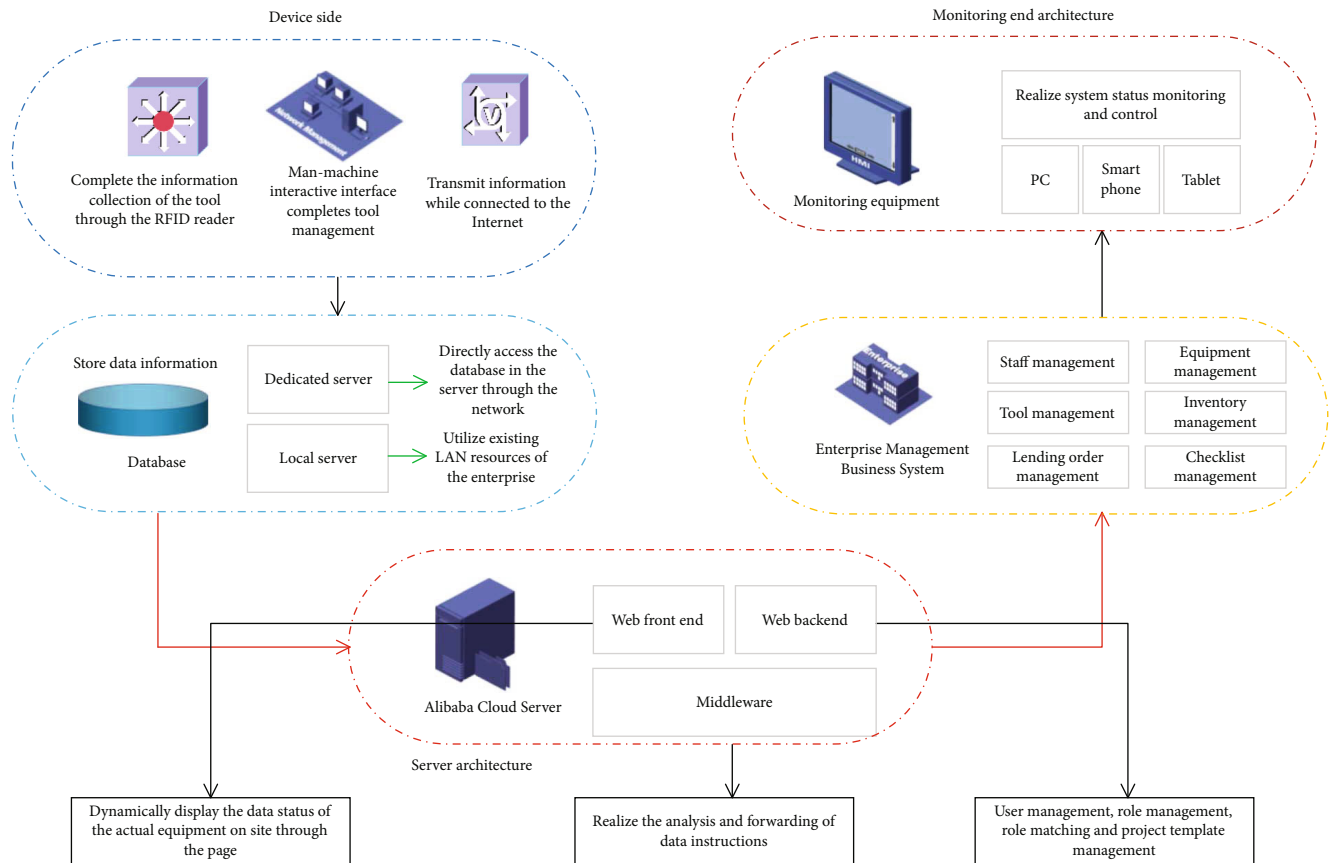 Device side
Network Management
Complete the information
collection of the tool
through the RFID reader
Man-machine
interactive interface
completes tool
management
V
Transmit information
while connected to the
Internet
Monitoring end architecture
HMI
Monitoring equipment
Realize system status monitoring
and control
PC
Smart
phone
Tablet
Store data information
Database
Dedicated server
Directly access the
database in the
server through the
network
Local server
Utilize existing
LAN resources of
the enterprise
Enterprise
Enterprise Management
Business System
Staff management
Equipment
management
Tool management
Inventory
management
Lending order
management
Checklist
management
Alibaba Cloud Server
Web front end
Web backend
Middleware
Server architecture
Dynamically display the data status of
the actual equipment on site through
the page
Realize the analysis and forwarding of
data instructions
User management, role management,
role matching and project template
management